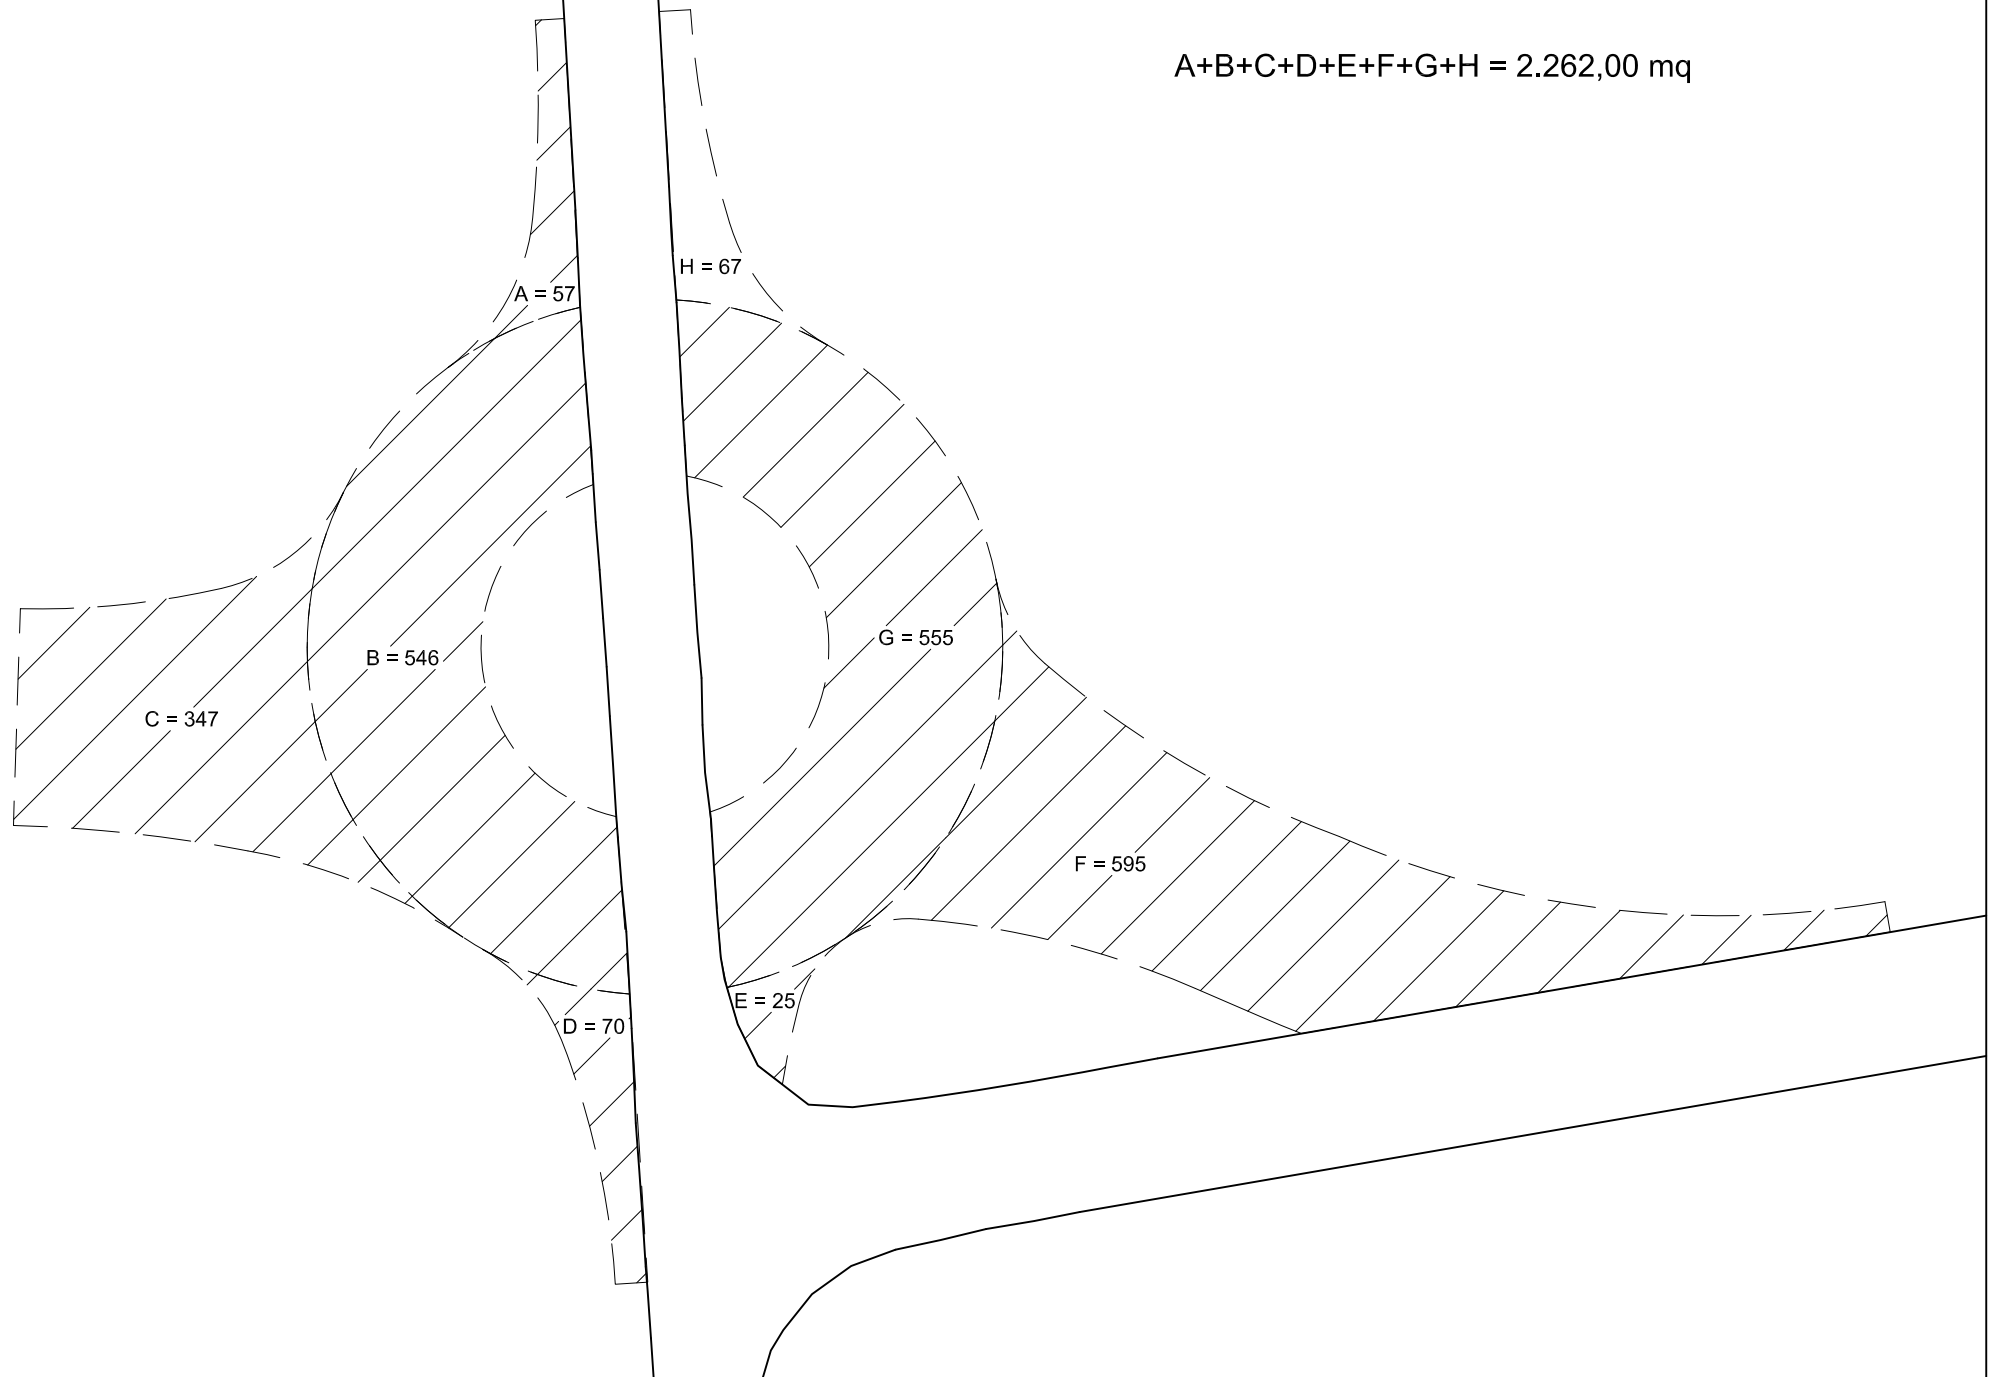 A+B+C+D+E+F+G+H = 2.262,00 mq
H = 67
A = 57
G = 555
B = 546
C = 347
F = 595
E = 25
D = 70